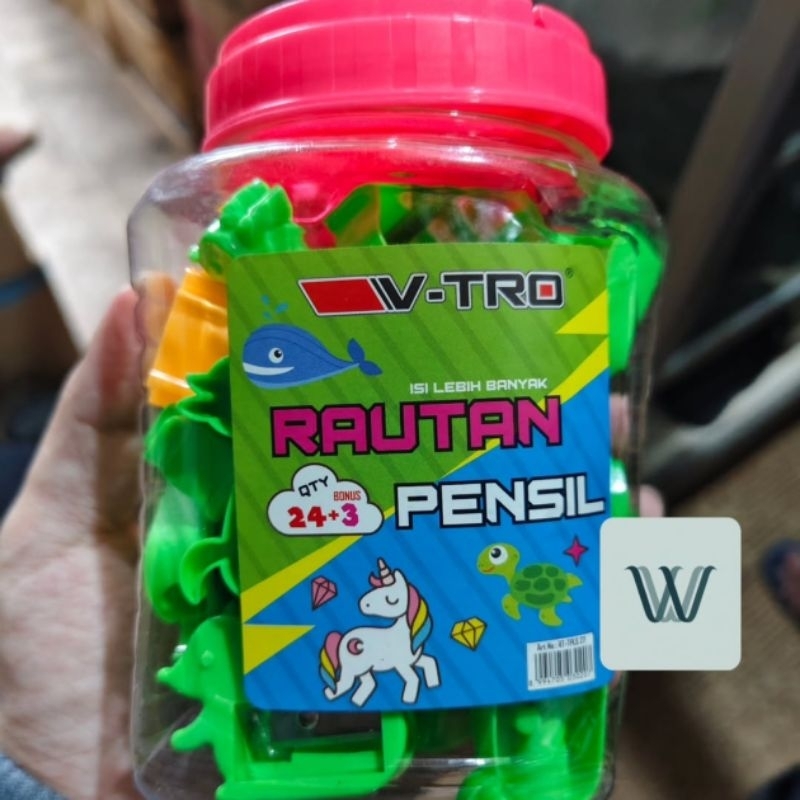 V-TRO®
ISI LEBIH BANYAK
RAUTAN
PENSIL
QTY
BONUS
24+3
W